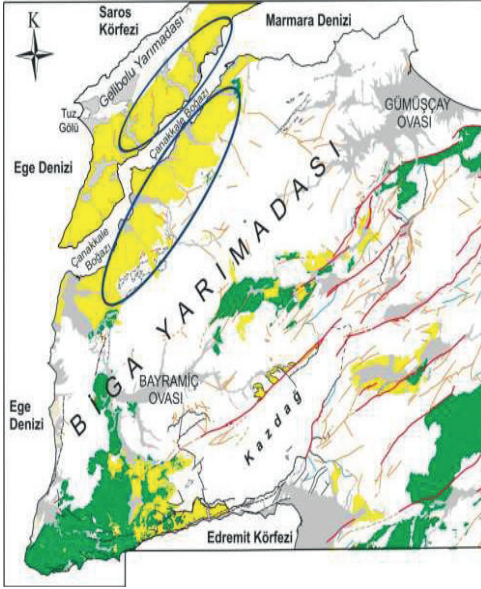 K
Saros
Körfezi
Marmara Denizi
Gelibolu Yarımadası
Tuz
Gölü
Çanakkale Boğazı
GÜMÜŞÇAY
OVASI
Ege Denizi
Çanakkale
Boğazı
BİGA YARIMADASI
BAYRAMİÇ
OVASI
Ege
Denizi
Kazdağ
Edremit Körfezi